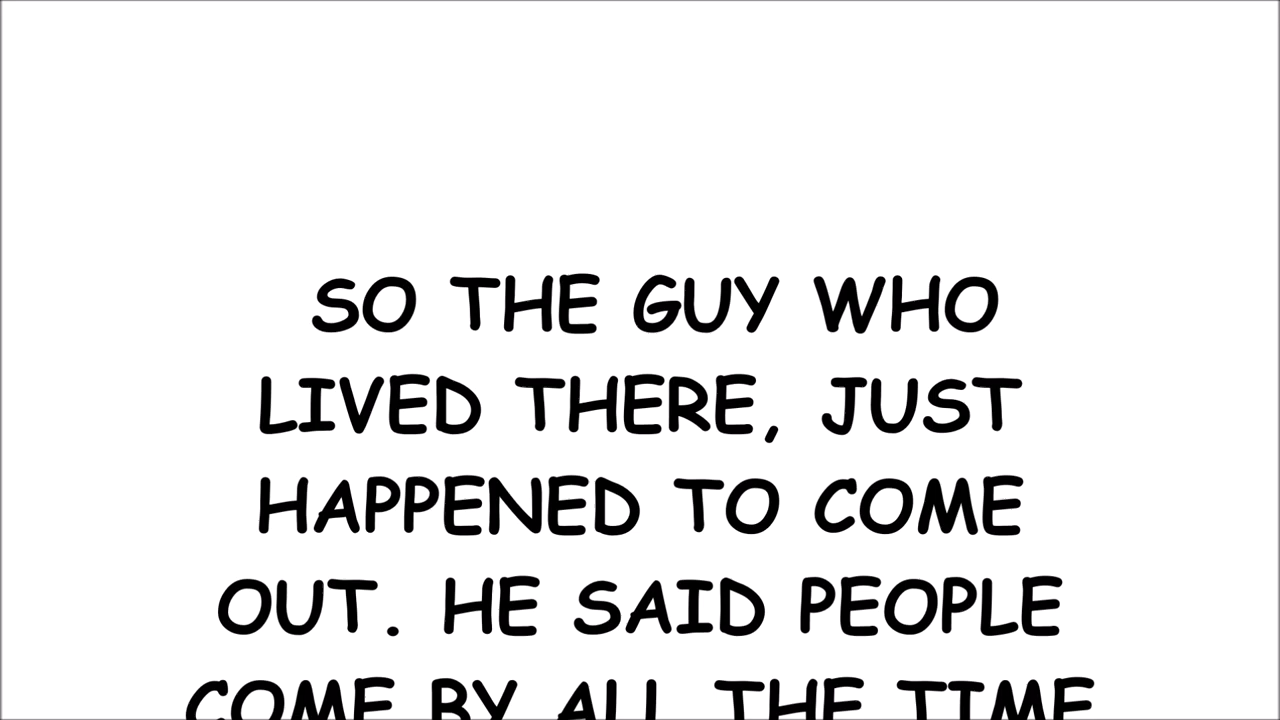 SO THE GUY WHO
LIVED THERE, JUST
HAPPENED TO COME
OUT. HE SAID PEOPLE
COME BY ALL THE TIME